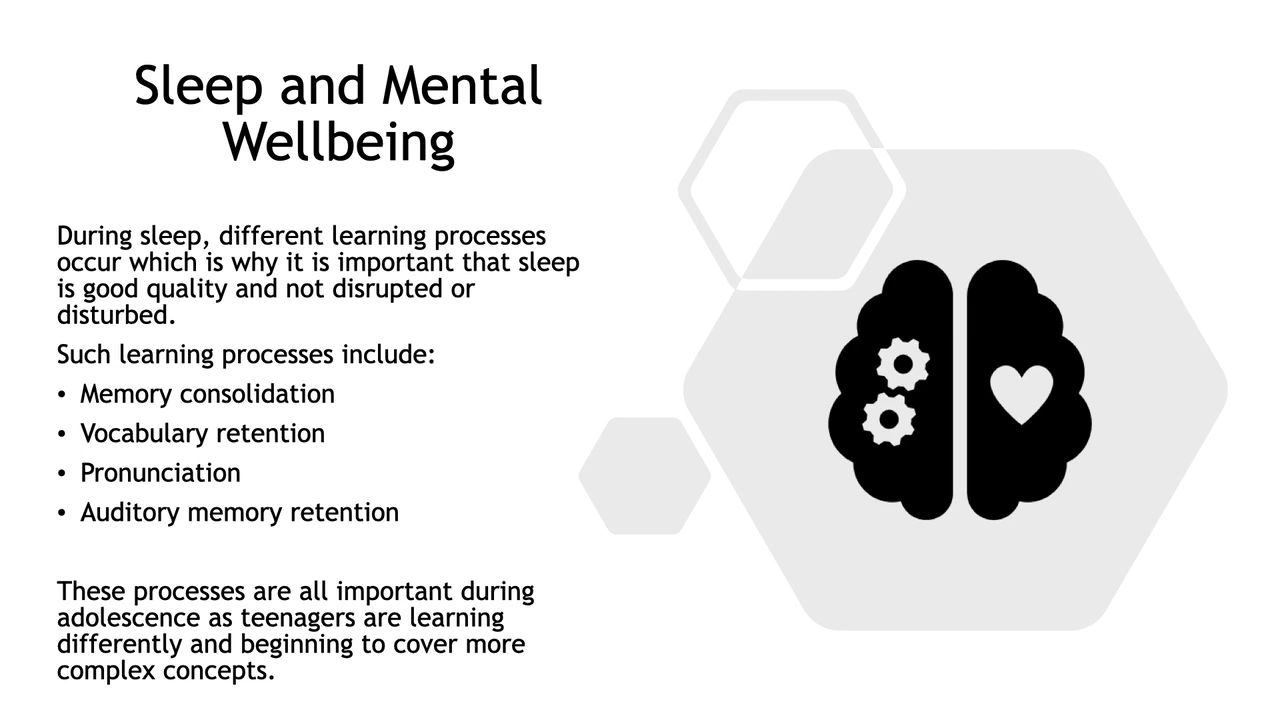 Sleep and Mental
Wellbeing
During sleep, different learning processes
occur which is why it is important that sleep
is good quality and not disrupted or
disturbed.
Such learning processes include:
• Memory consolidation
• Vocabulary retention
• Pronunciation
• Auditory memory retention
These processes are all important during
adolescence as teenagers are learning
differently and beginning to cover more
complex concepts.